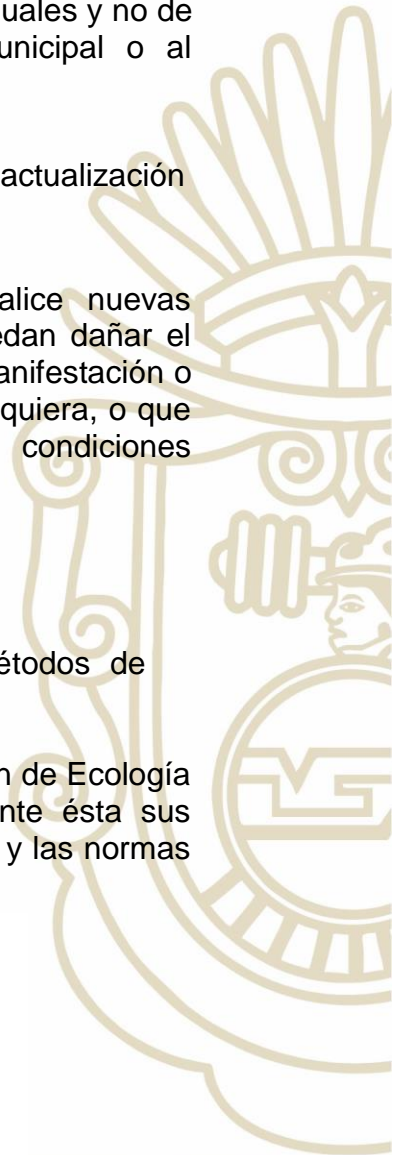 uales y no de
unicipal o al
actualización
alice nuevas
edan dañar el
anifestación o
quiera, o que
condiciones
étodos de
n de Ecología
nte ésta sus
y las normas